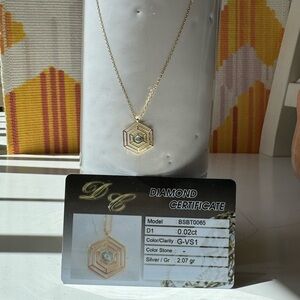 DC
DIAMOND
CERTIFICATE
Model BSBT0065
D1 0.02ct
Color/Clarity G-VS1
Color Stone -
Silver / Gr 2.07 gr